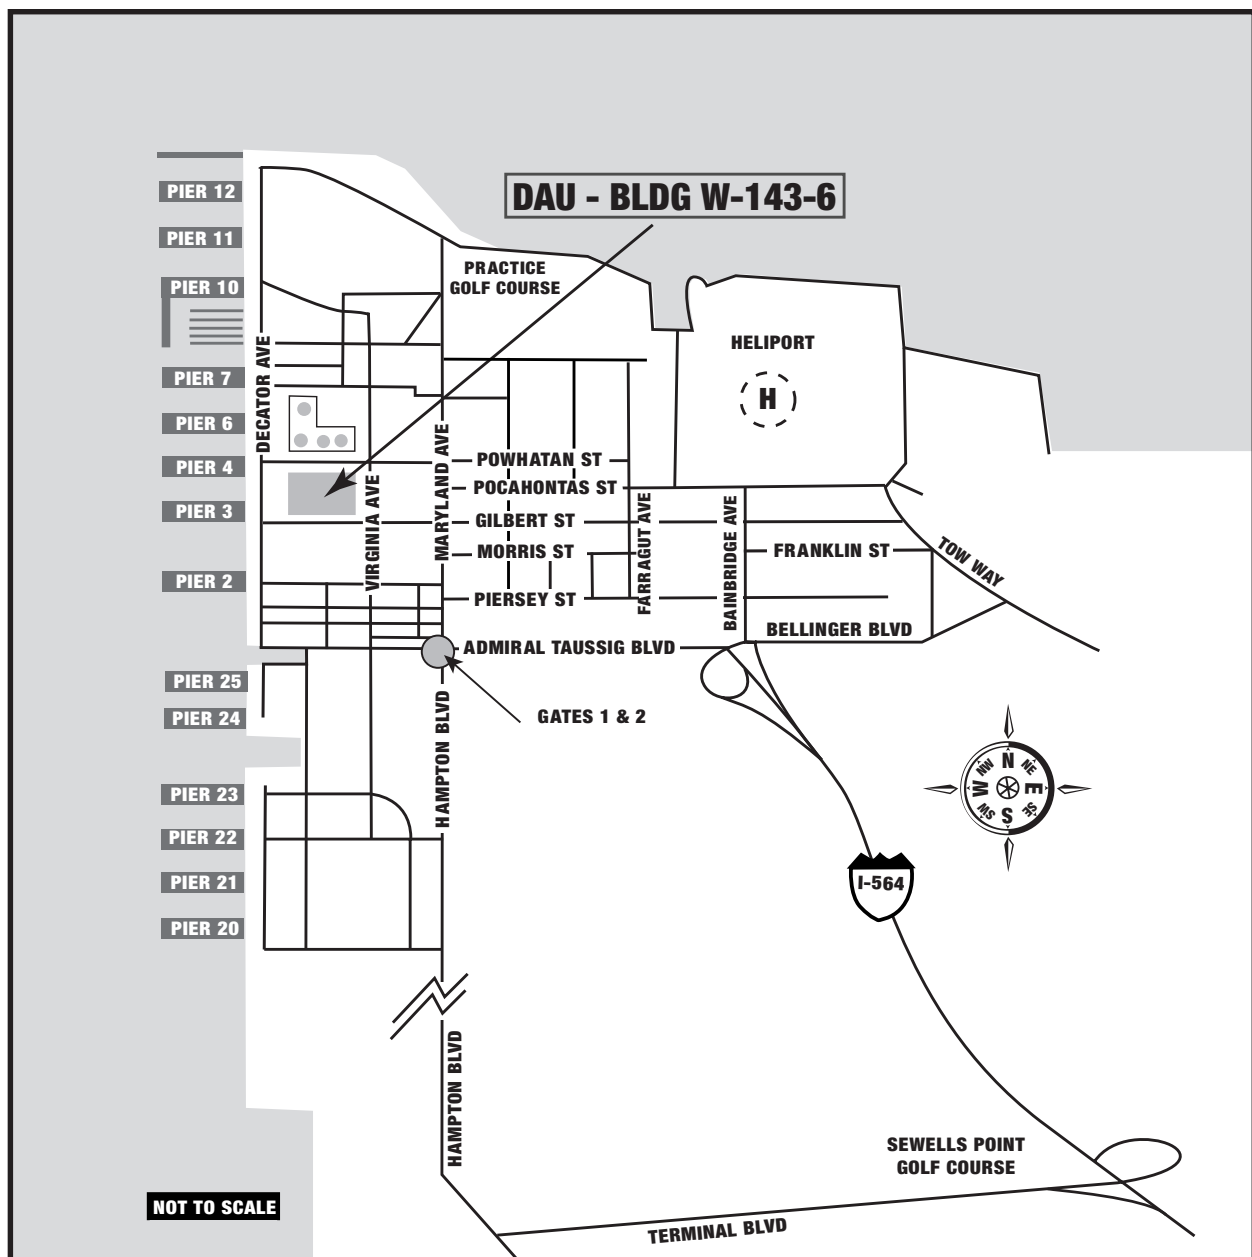 PIER 12
DAU - BLDG W-143-6
PIER 11
PRACTICE
GOLF COURSE
PIER 10
HELIPORT
DECATOR AVE
PIER 7
H
PIER 6
MARYLAND AVE
PIER 4
POWHATAN ST
POCAHONTAS ST
VIRGINIA AVE
FARRAGUT AVE
BAINBRIDGE AVE
PIER 3
GILBERT ST
MORRIS ST
FRANKLIN ST
TOW WAY
PIER 2
PIERSEY ST
BELLINGER BLVD
ADMIRAL TAUSSIG BLVD
PIER 25
PIER 24
GATES 1 & 2
HAMPTON BLVD
N
NE
E
SE
S
SW
W
NW
PIER 23
PIER 22
PIER 21
I-564
PIER 20
HAMPTON BLVD
SEWELLS POINT
GOLF COURSE
NOT TO SCALE
TERMINAL BLVD